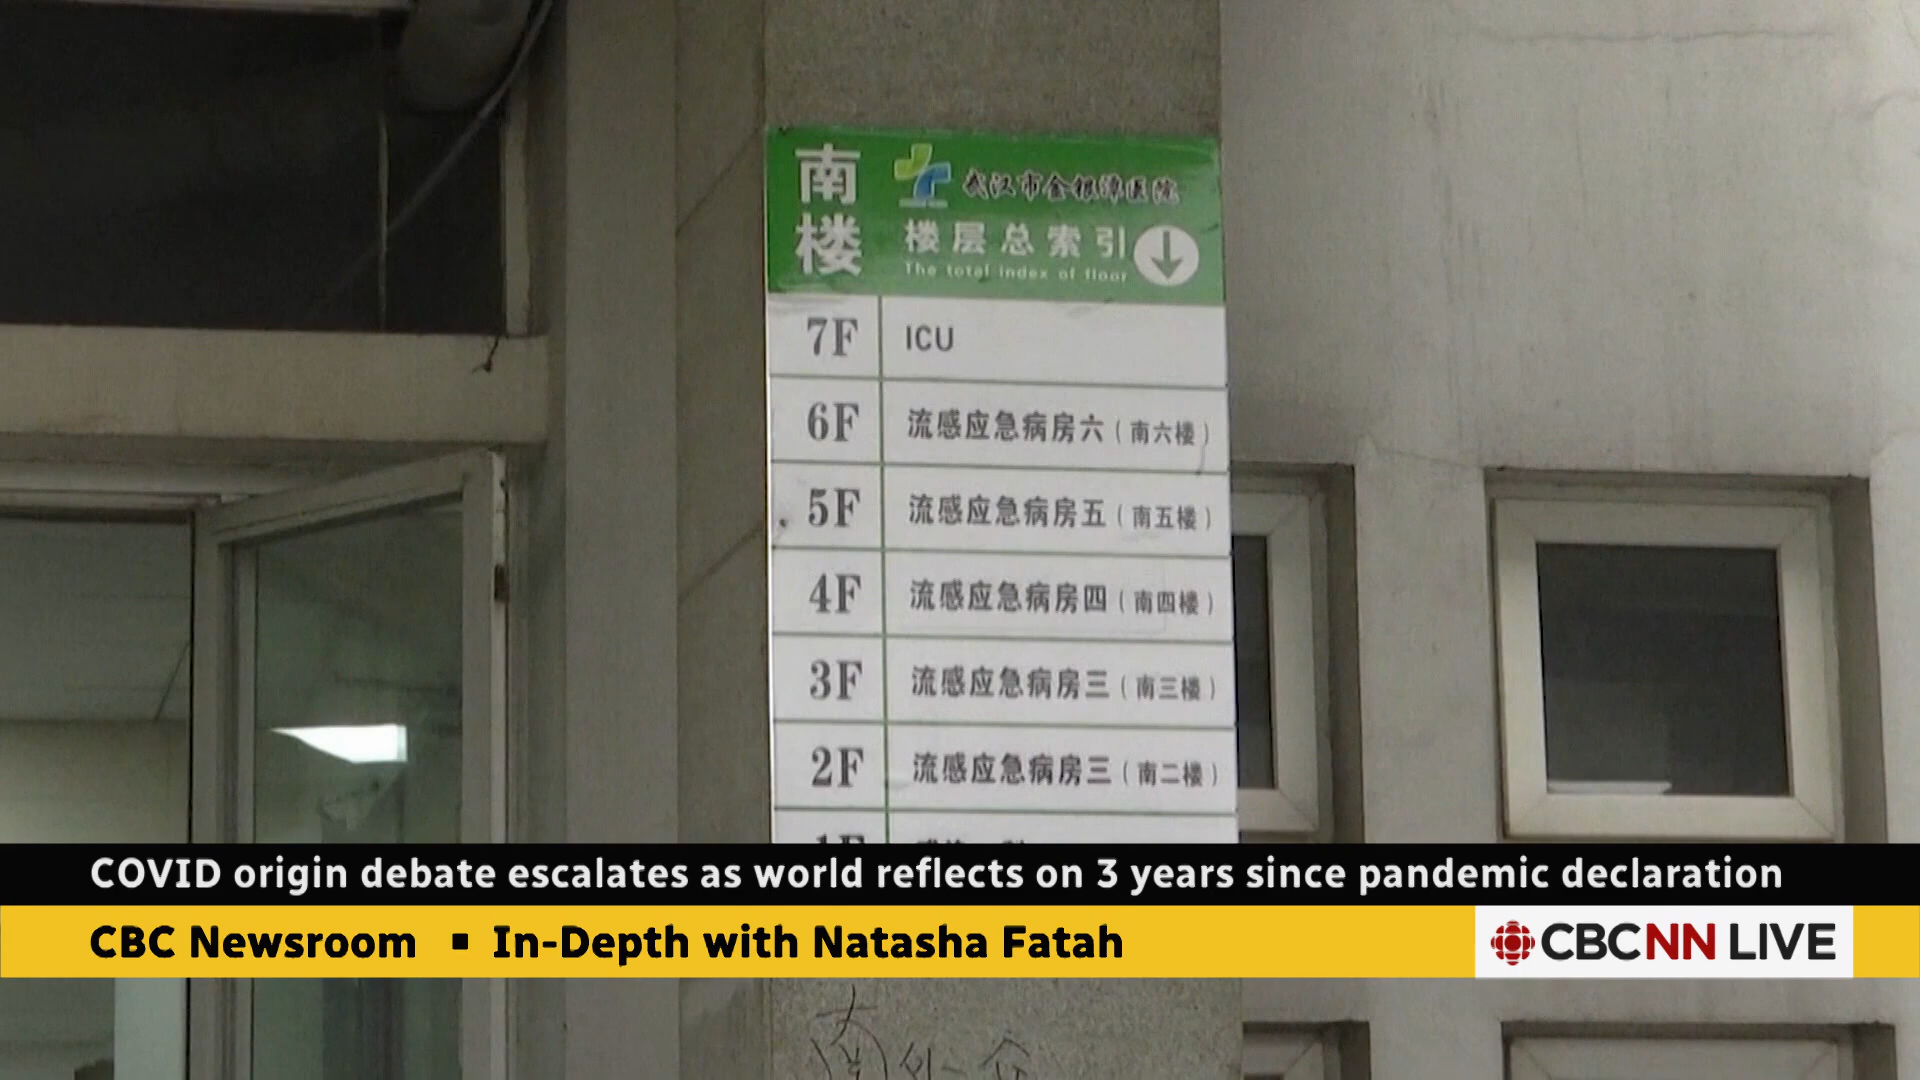 南楼
武汉市金银潭医院
楼层总索引
The total index of floor
7F ICU
6F 流感应急病房六（南六楼）
5F 流感应急病房五（南五楼）
4F 流感应急病房四（南四楼）
3F 流感应急病房三（南三楼）
2F 流感应急病房三（南二楼）
1F
COVID origin debate escalates as world reflects on 3 years since pandemic declaration
CBC Newsroom ▪ In-Depth with Natasha Fatah
CBCNN LIVE